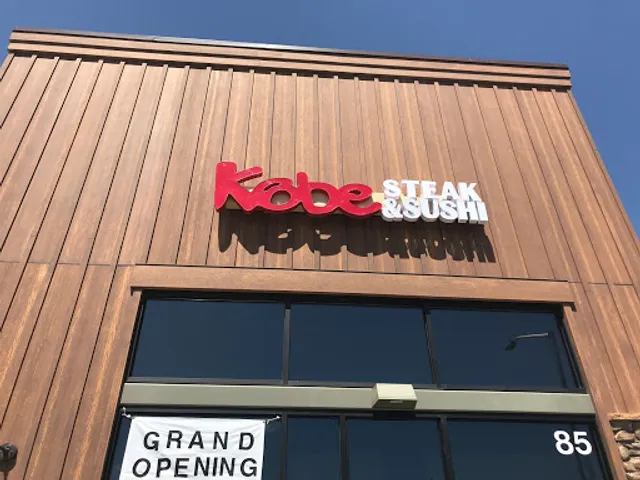 Kobe STEAK
&SUSHI
GRAND
OPENING
85